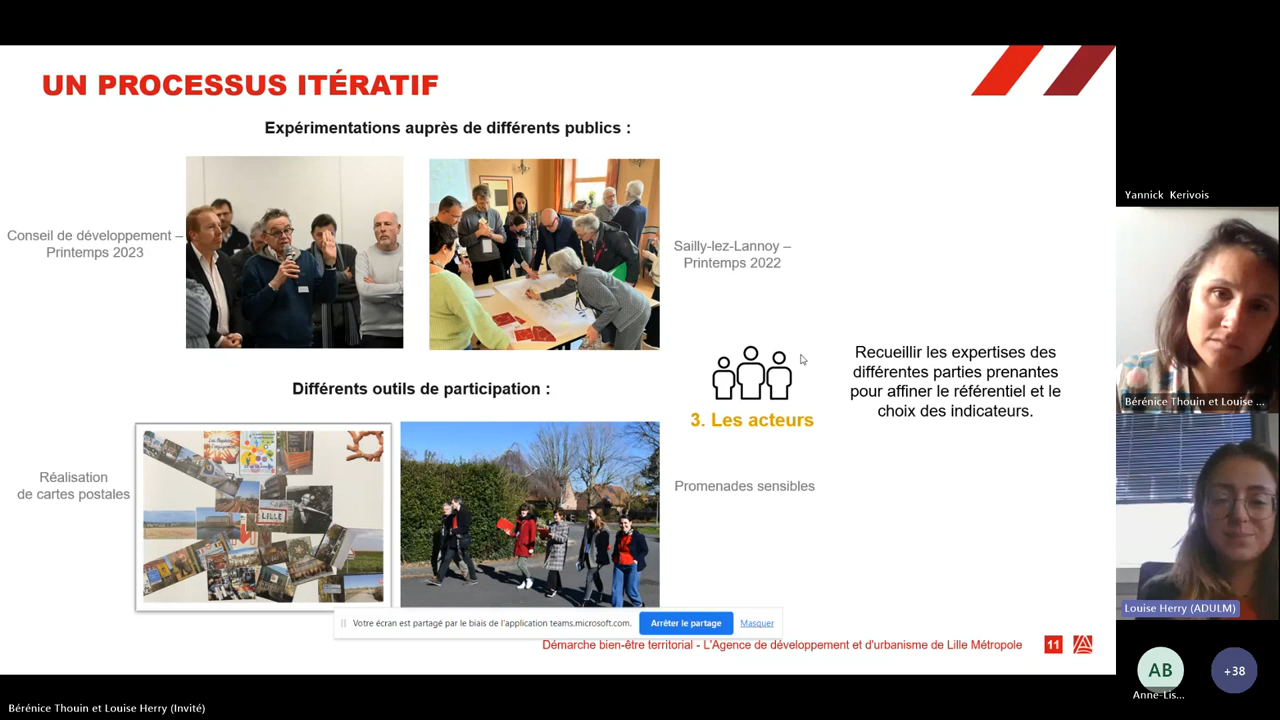 UN PROCESSUS ITÉRATIF
Expérimentations auprès de différents publics :
Conseil de développement –
Printemps 2023
Sailly-lez-Lannoy –
Printemps 2022
Recueillir les expertises des
différentes parties prenantes
pour affiner le référentiel et le
choix des indicateurs.
3. Les acteurs
Différents outils de participation :
Réalisation
de cartes postales
LILLE
Promenades sensibles
Votre écran est partagé par le biais de l'application teams.microsoft.com.
Arrêter le partage
Masquer
Démarche bien-être territorial - L'Agence de développement et d'urbanisme de Lille Métropole
11
Yannick Kerivois
Bérénice Thouin et Louise ...
Louise Herry (ADULM)
AB
Anne-Lis...
+38
Bérénice Thouin et Louise Herry (Invité)